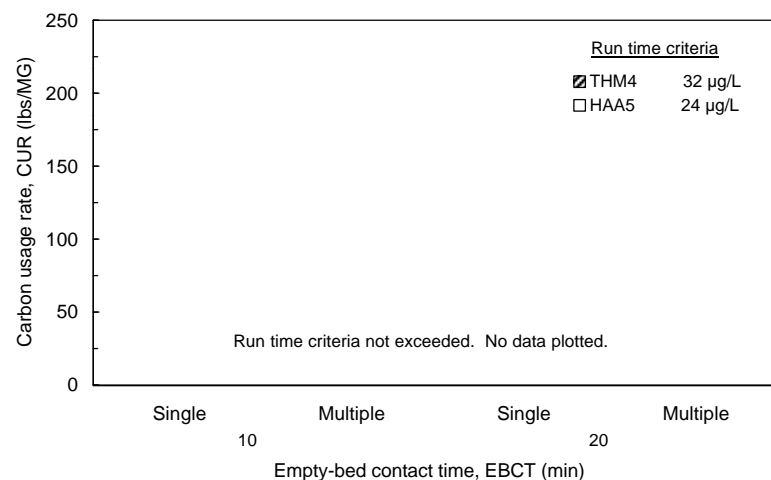 250
200
150
100
50
0
Carbon usage rate, CUR (lbs/MG)
Run time criteria
THM4 32 µg/L
HAA5 24 µg/L
Run time criteria not exceeded. No data plotted.
Single Multiple Single Multiple
10 20
Empty-bed contact time, EBCT (min)